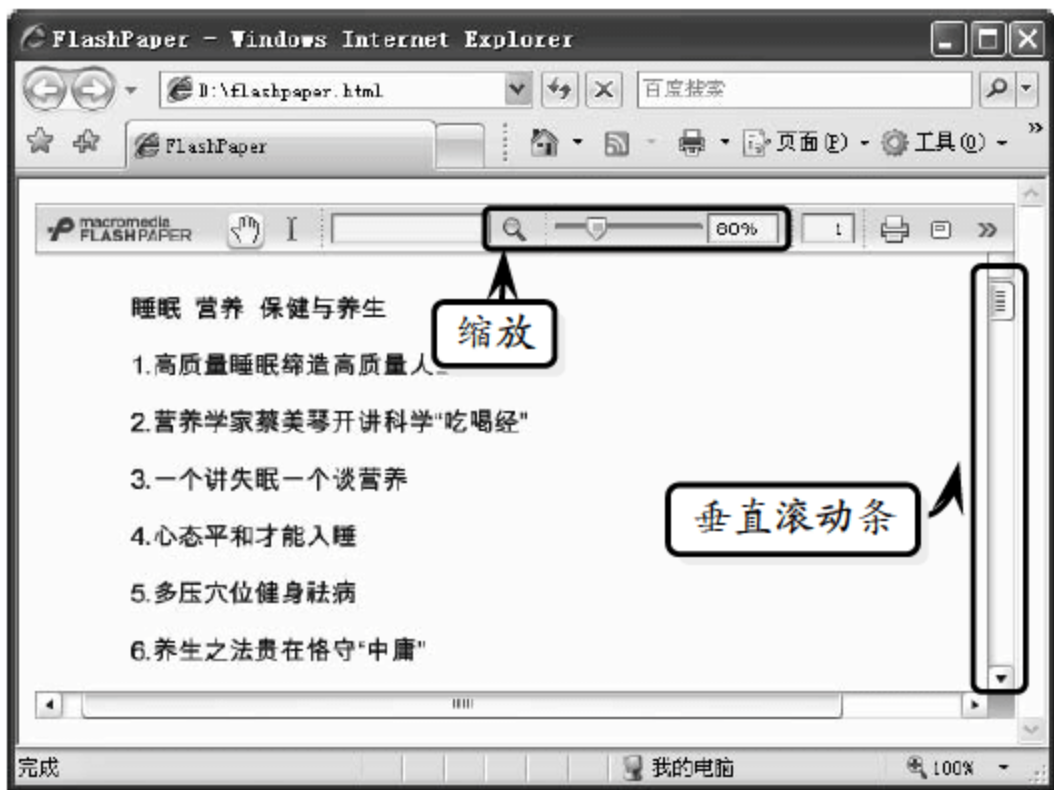 FlashPaper - Windows Internet Explorer
D:\flashpaper.html
百度搜索
FlashPaper
页面(P)
工具(O)
»
macromedia
FLASHPAPER
80%
1
»
缩放
睡眠 营养 保健与养生
1.高质量睡眠缔造高质量人
2.营养学家蔡美琴开讲科学“吃喝经”
3.一个讲失眠一个谈营养
垂直滚动条
4.心态平和才能入睡
5.多压穴位健身祛病
6.养生之法贵在恪守“中庸”
完成
我的电脑
100%